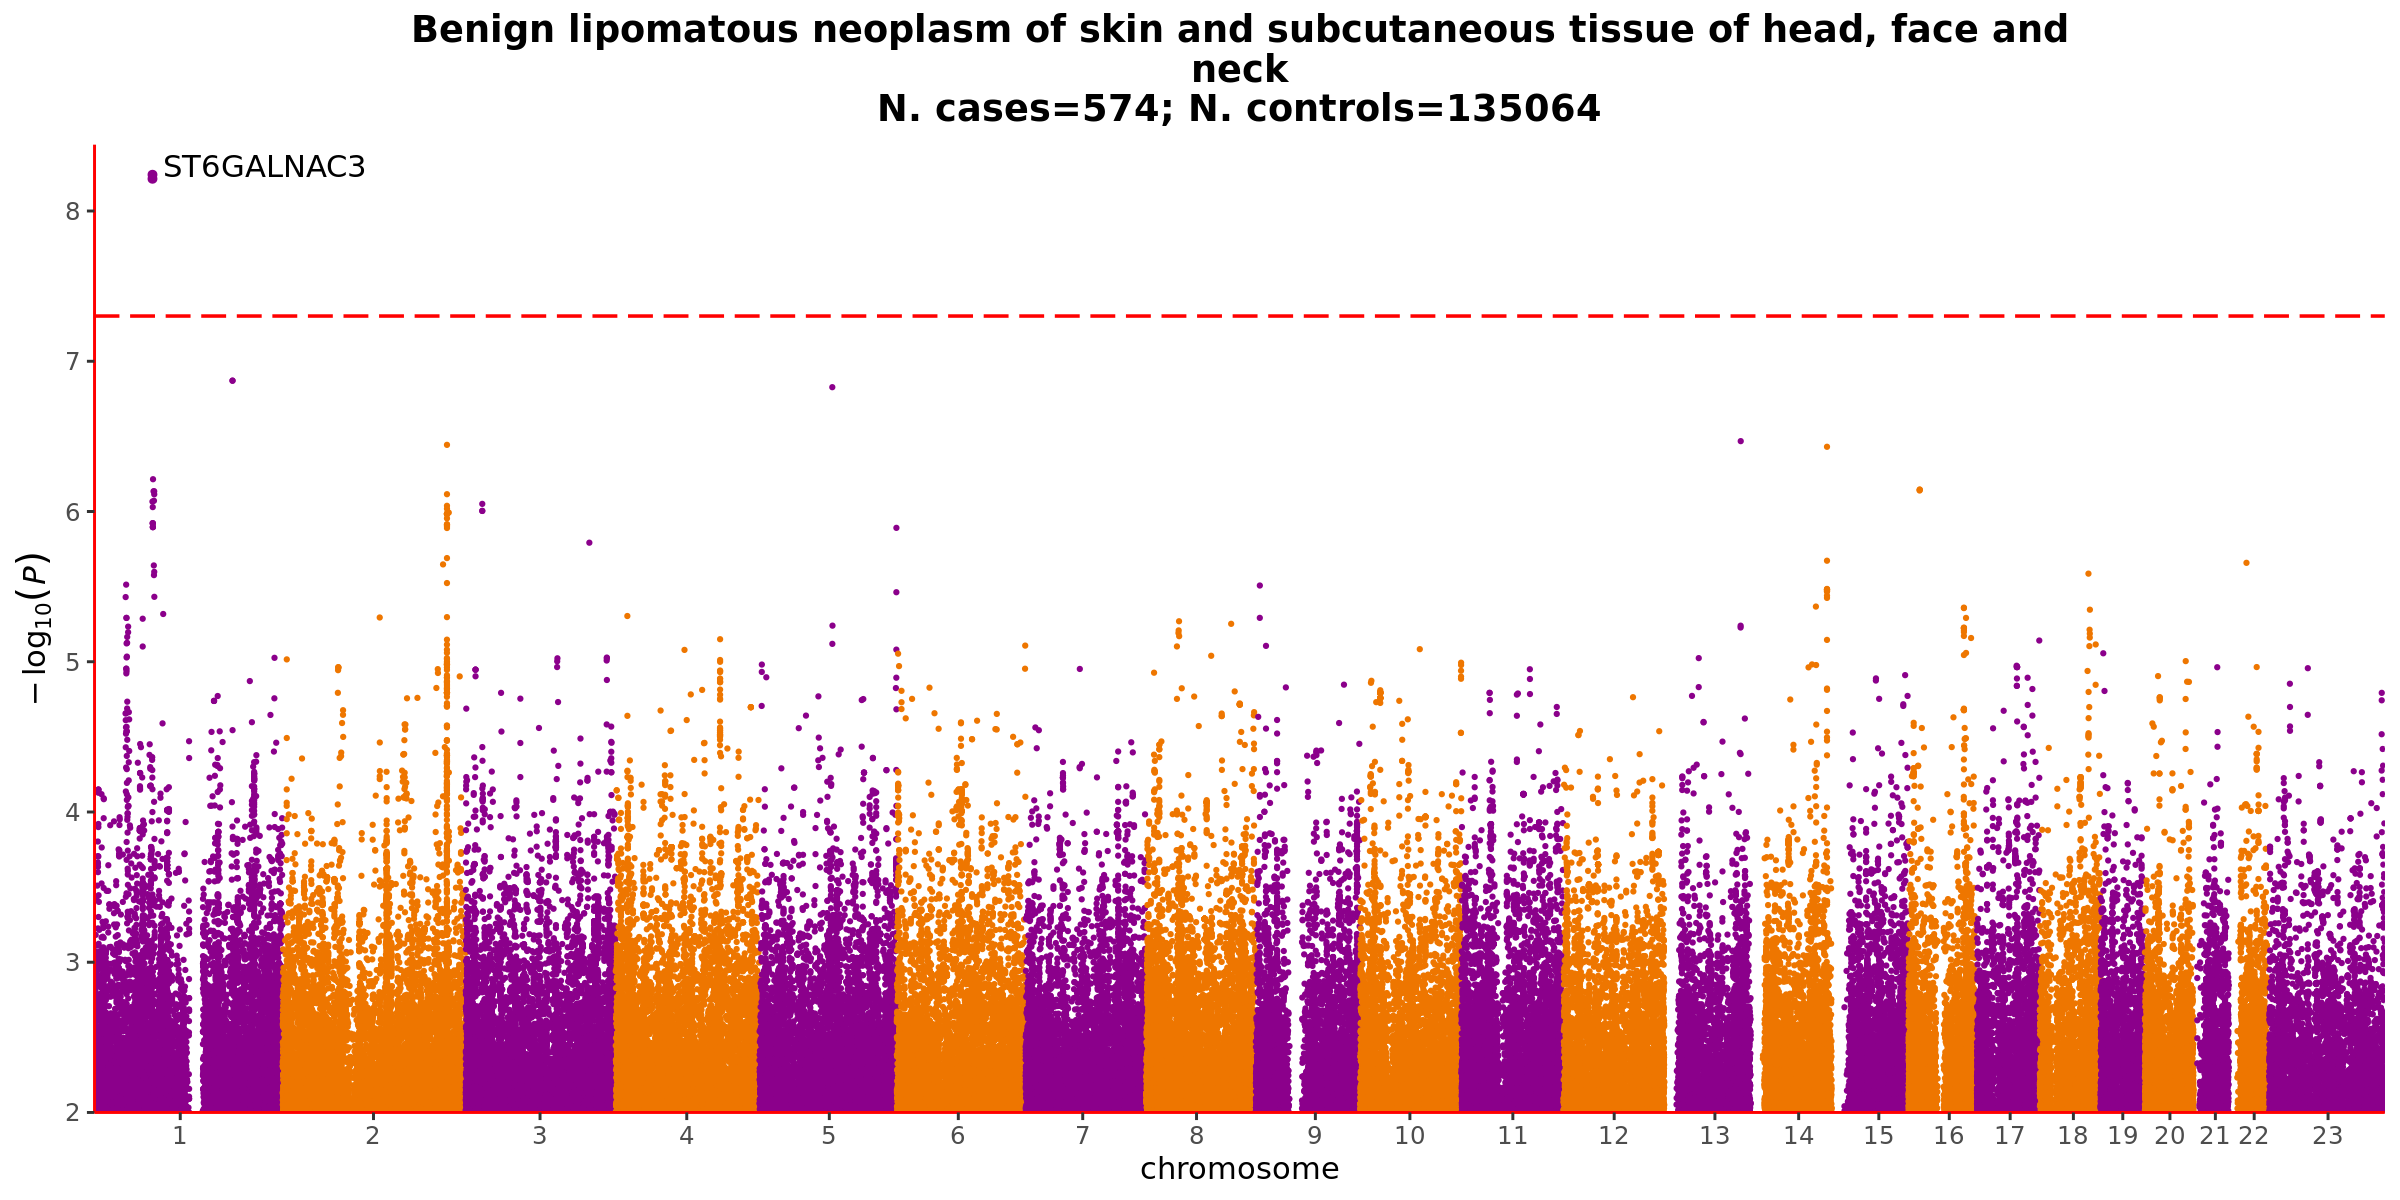 Benign lipomatous neoplasm of skin and subcutaneous tissue of head, face and
neck
N. cases=574; N. controls=135064
ST6GALNAC3
8
7
6
5
4
3
2
−log10(P)
1 2 3 4 5 6 7 8 9 10 11 12 13 14 15 16 17 18 19 20 21 22 23
chromosome